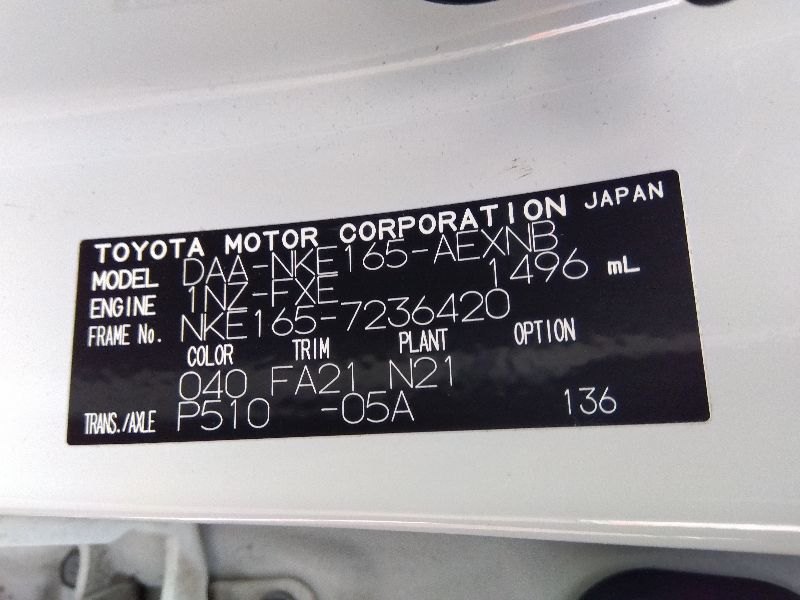 TOYOTA MOTOR CORPORATION JAPAN
MODEL DAA-NKE165-AEXNB
ENGINE 1NZ-FXE 1496 mL
FRAME No. NKE165-7236420
COLOR TRIM PLANT OPTION
040 FA21 N21
TRANS./AXLE P510 -05A 136